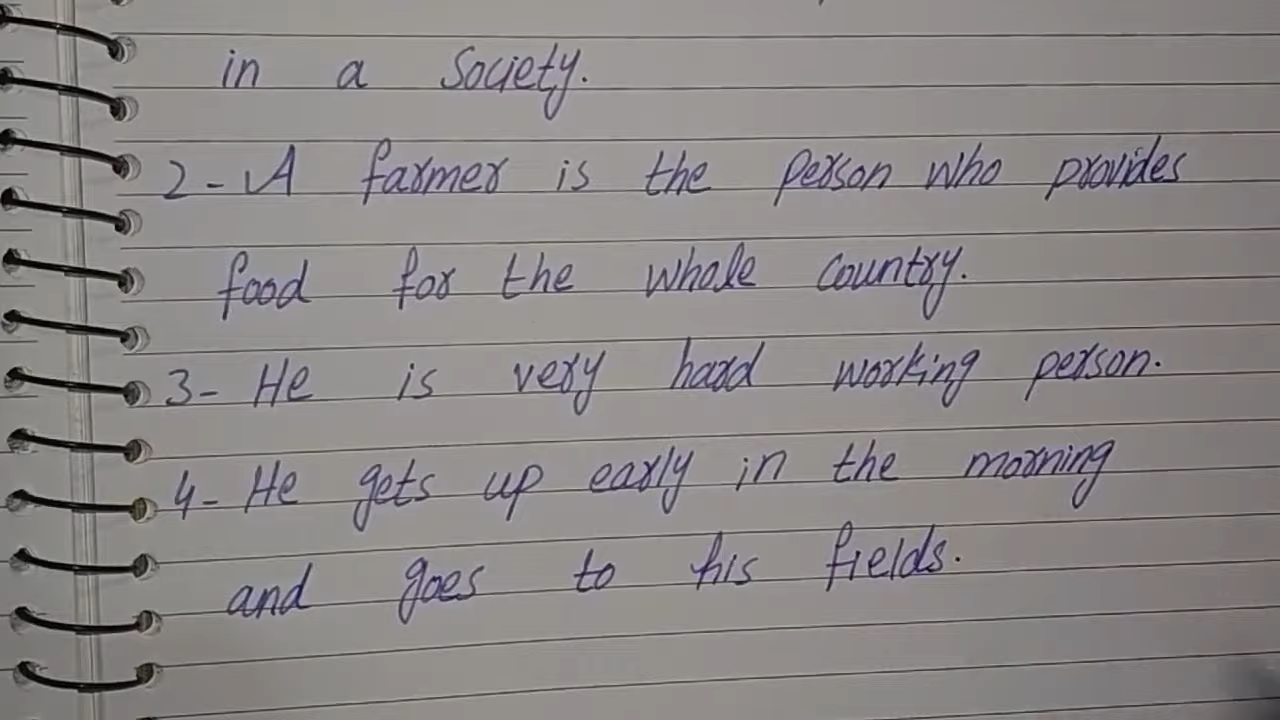 in a Society.
2- A farmer is the person who provides
food for the whole country.
3- He is very hard working person.
4- He gets up early in the morning
and goes to his fields.